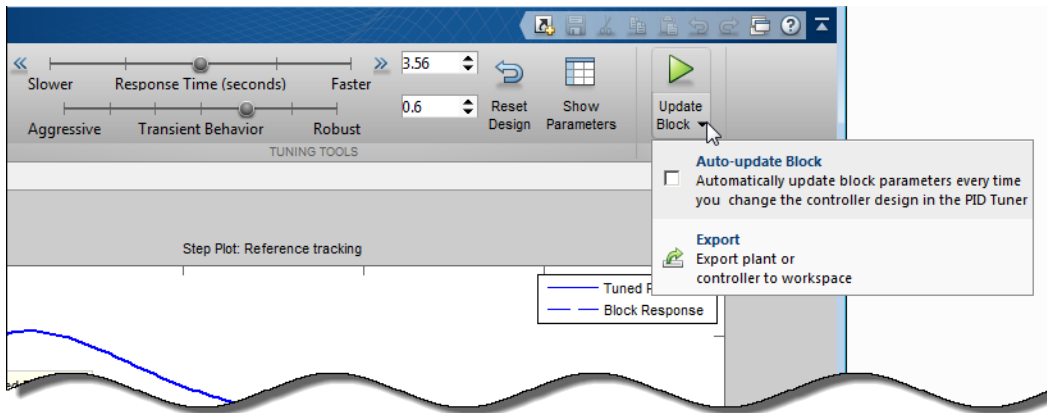 3.56
Slower Response Time (seconds) Faster
0.6
Aggressive Transient Behavior Robust
Reset
Design
Show
Parameters
Update
Block
TUNING TOOLS
Auto-update Block
Automatically update block parameters every time
you change the controller design in the PID Tuner
Export
Export plant or
controller to workspace
Step Plot: Reference tracking
Tuned
Block Response